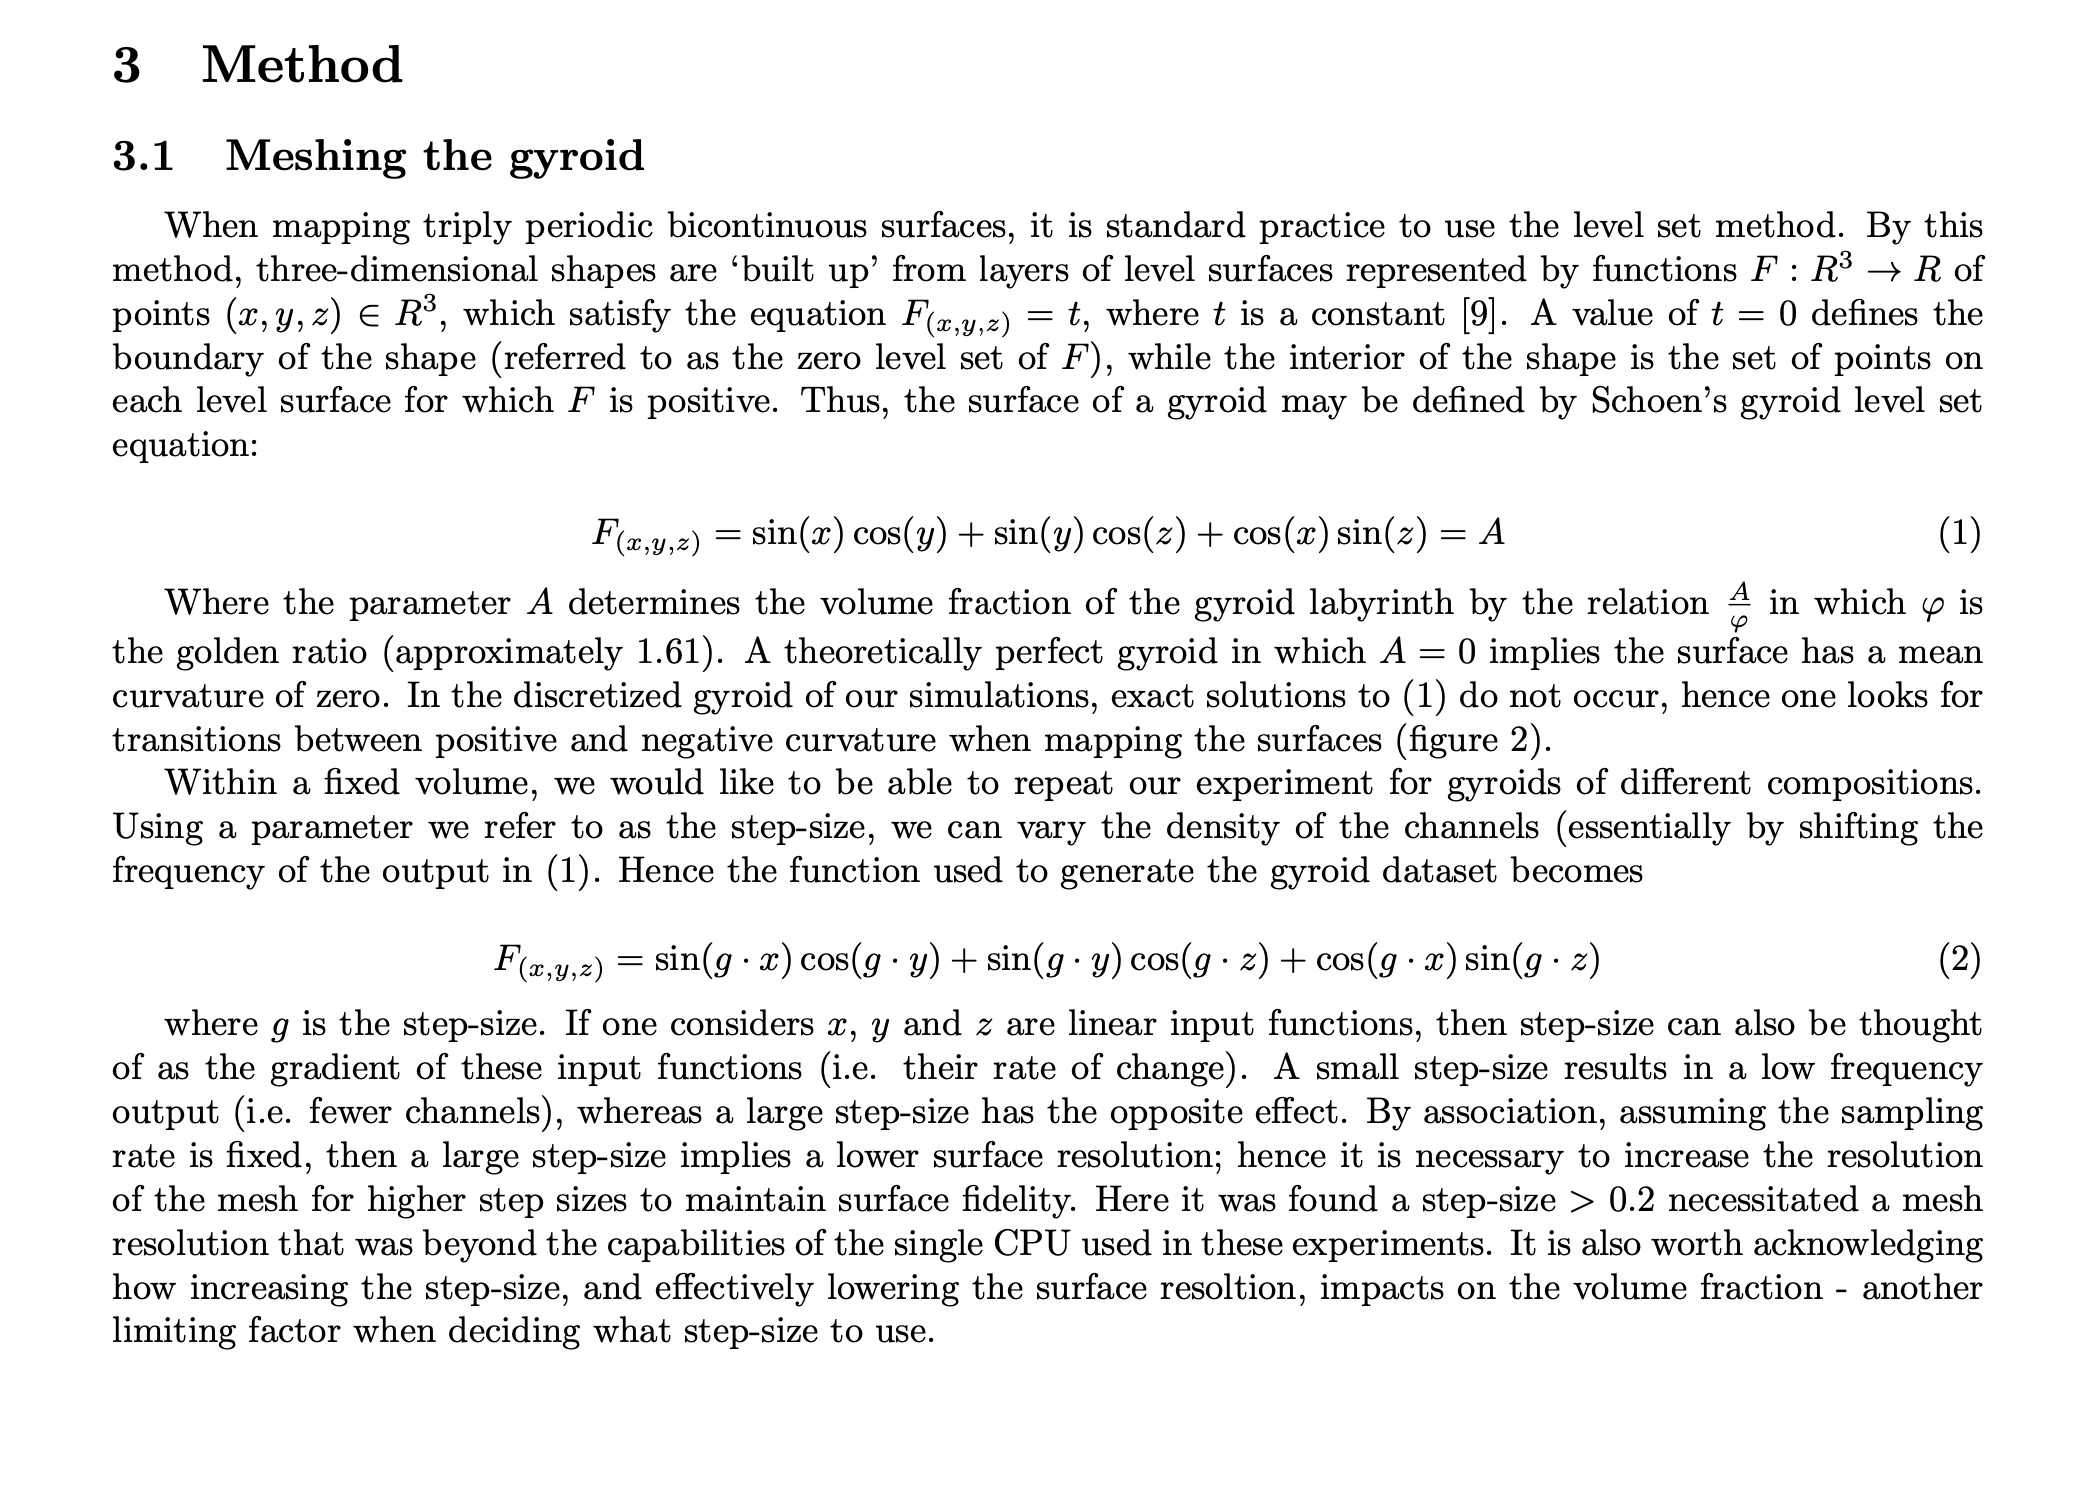 3 Method
3.1 Meshing the gyroid
When mapping triply periodic bicontinuous surfaces, it is standard practice to use the level set method. By this
method, three-dimensional shapes are ‘built up’ from layers of level surfaces represented by functions F : R³ → R of
points (x, y, z) ∈ R³, which satisfy the equation F₍ₓ,y,z₎ = t, where t is a constant [9]. A value of t = 0 defines the
boundary of the shape (referred to as the zero level set of F), while the interior of the shape is the set of points on
each level surface for which F is positive. Thus, the surface of a gyroid may be defined by Schoen’s gyroid level set
equation:
F₍ₓ,y,z₎ = sin(x) cos(y) + sin(y) cos(z) + cos(x) sin(z) = A (1)
Where the parameter A determines the volume fraction of the gyroid labyrinth by the relation A/φ in which φ is
the golden ratio (approximately 1.61). A theoretically perfect gyroid in which A = 0 implies the surface has a mean
curvature of zero. In the discretized gyroid of our simulations, exact solutions to (1) do not occur, hence one looks for
transitions between positive and negative curvature when mapping the surfaces (figure 2).
Within a fixed volume, we would like to be able to repeat our experiment for gyroids of different compositions.
Using a parameter we refer to as the step-size, we can vary the density of the channels (essentially by shifting the
frequency of the output in (1). Hence the function used to generate the gyroid dataset becomes
F₍ₓ,y,z₎ = sin(g · x) cos(g · y) + sin(g · y) cos(g · z) + cos(g · x) sin(g · z) (2)
where g is the step-size. If one considers x, y and z are linear input functions, then step-size can also be thought
of as the gradient of these input functions (i.e. their rate of change). A small step-size results in a low frequency
output (i.e. fewer channels), whereas a large step-size has the opposite effect. By association, assuming the sampling
rate is fixed, then a large step-size implies a lower surface resolution; hence it is necessary to increase the resolution
of the mesh for higher step sizes to maintain surface fidelity. Here it was found a step-size > 0.2 necessitated a mesh
resolution that was beyond the capabilities of the single CPU used in these experiments. It is also worth acknowledging
how increasing the step-size, and effectively lowering the surface resoltion, impacts on the volume fraction - another
limiting factor when deciding what step-size to use.